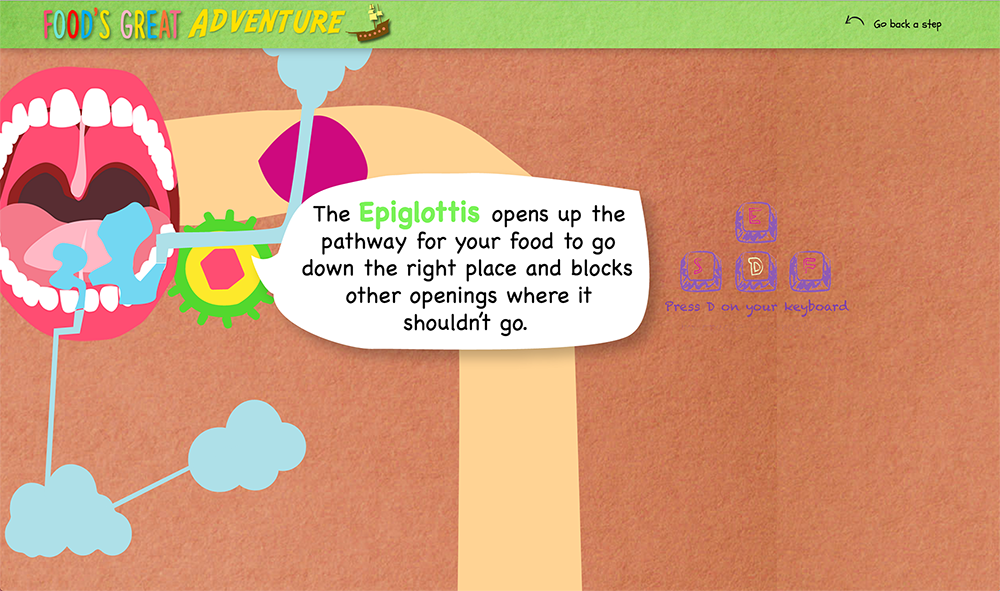 FOOD'S GREAT ADVENTURE
Go back a step
The Epiglottis opens up the
pathway for your food to go
down the right place and blocks
other openings where it
shouldn't go.
E
S D F
Press D on your keyboard